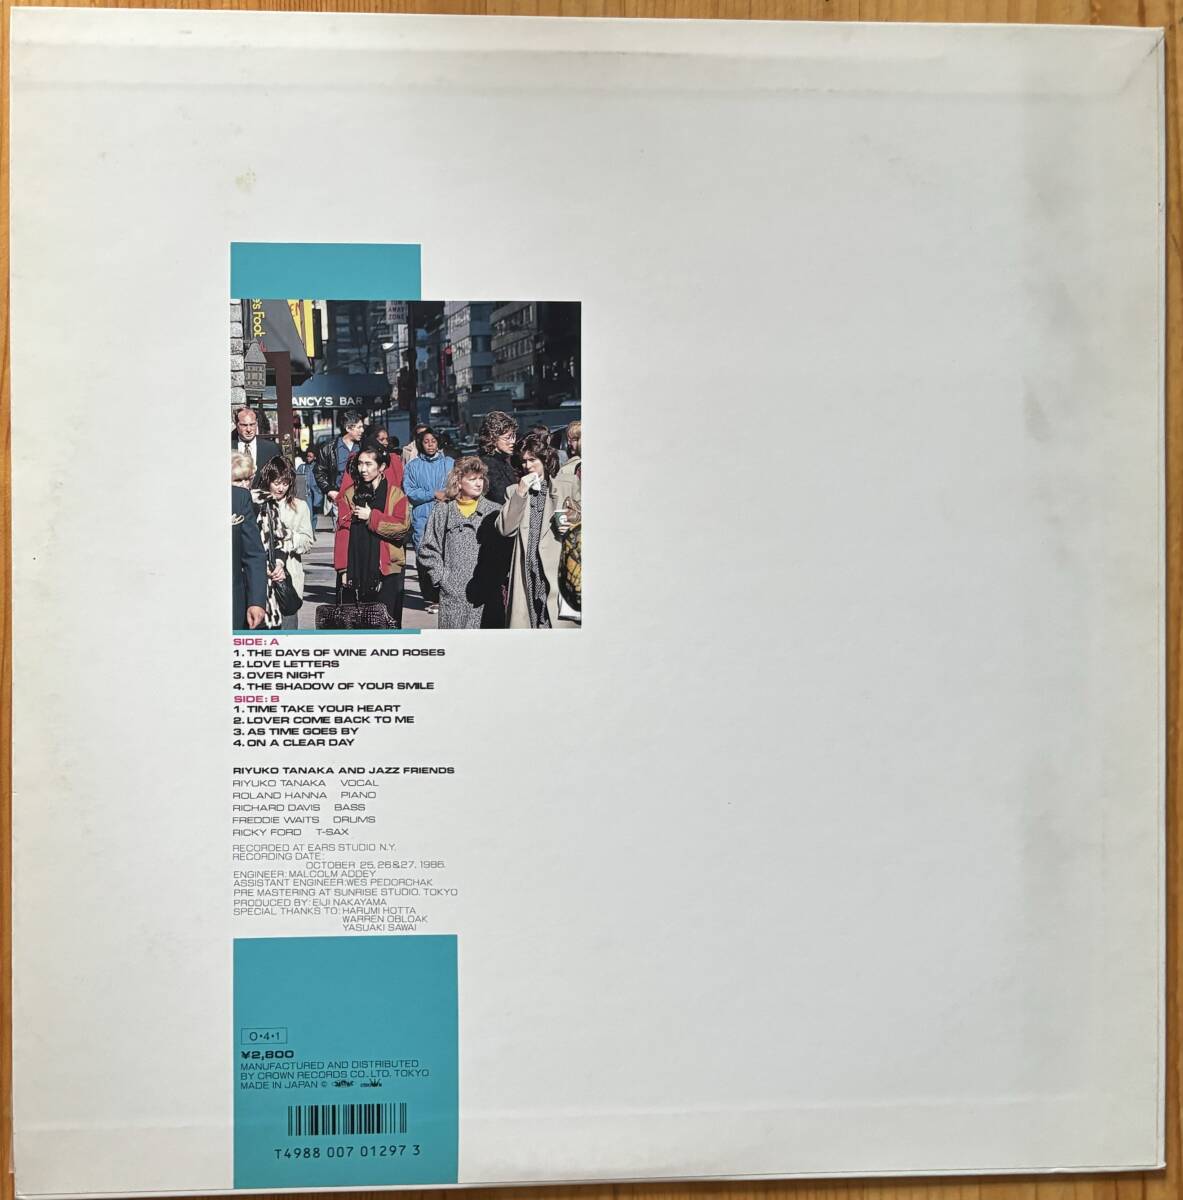 e's Foot
TOW
AWAY
ZONE
ANCY'S BAR
SIDE: A
1. THE DAYS OF WINE AND ROSES
2. LOVE LETTERS
3. OVER NIGHT
4. THE SHADOW OF YOUR SMILE
SIDE: B
1. TIME TAKE YOUR HEART
2. LOVER COME BACK TO ME
3. AS TIME GOES BY
4. ON A CLEAR DAY
RIYUKO TANAKA AND JAZZ FRIENDS
RIYUKO TANAKA VOCAL
ROLAND HANNA PIANO
RICHARD DAVIS BASS
FREDDIE WAITS DRUMS
RICKY FORD T-SAX
RECORDED AT EARS STUDIO N.Y.
RECORDING DATE:
OCTOBER 25, 26&27, 1986.
ENGINEER: MALCOLM ADDEY
ASSISTANT ENGINEER: WES PEDORCHAK
PRE MASTERING AT SUNRISE STUDIO. TOKYO
PRODUCED BY: EIJI NAKAYAMA
SPECIAL THANKS TO: HARUMI HOTTA
WARREN OBLOAK
YASUAKI SAWAI
O•4•1
¥2,800
MANUFACTURED AND DISTRIBUTED
BY CROWN RECORDS CO., LTD. TOKYO
MADE IN JAPAN ©
T4988 007 01297 3